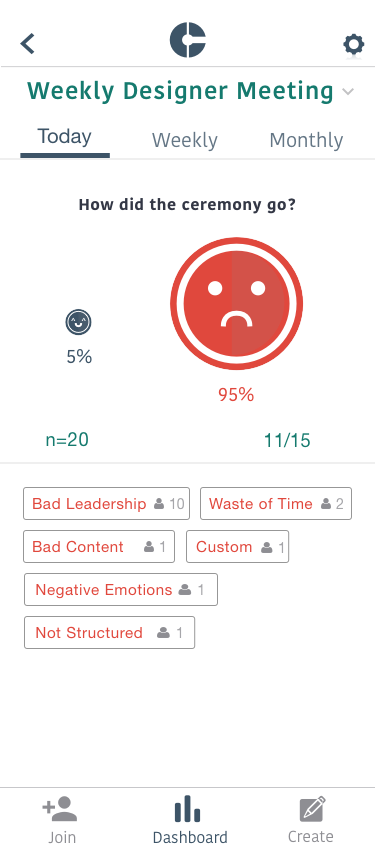 Weekly Designer Meeting
Today Weekly Monthly
How did the ceremony go?
5%
95%
n=20 11/15
Bad Leadership 10 Waste of Time 2
Bad Content 1 Custom 1
Negative Emotions 1
Not Structured 1
Join Dashboard Create